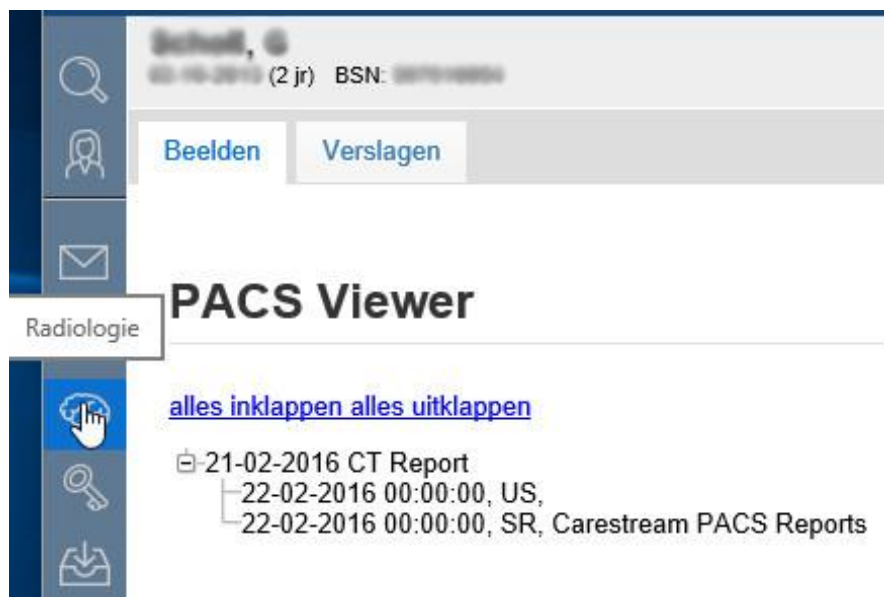 (2 jr) BSN:
Beelden Verslagen
PACS Viewer
Radiologie
alles inklappen alles uitklappen
21-02-2016 CT Report
22-02-2016 00:00:00, US,
22-02-2016 00:00:00, SR, Carestream PACS Reports